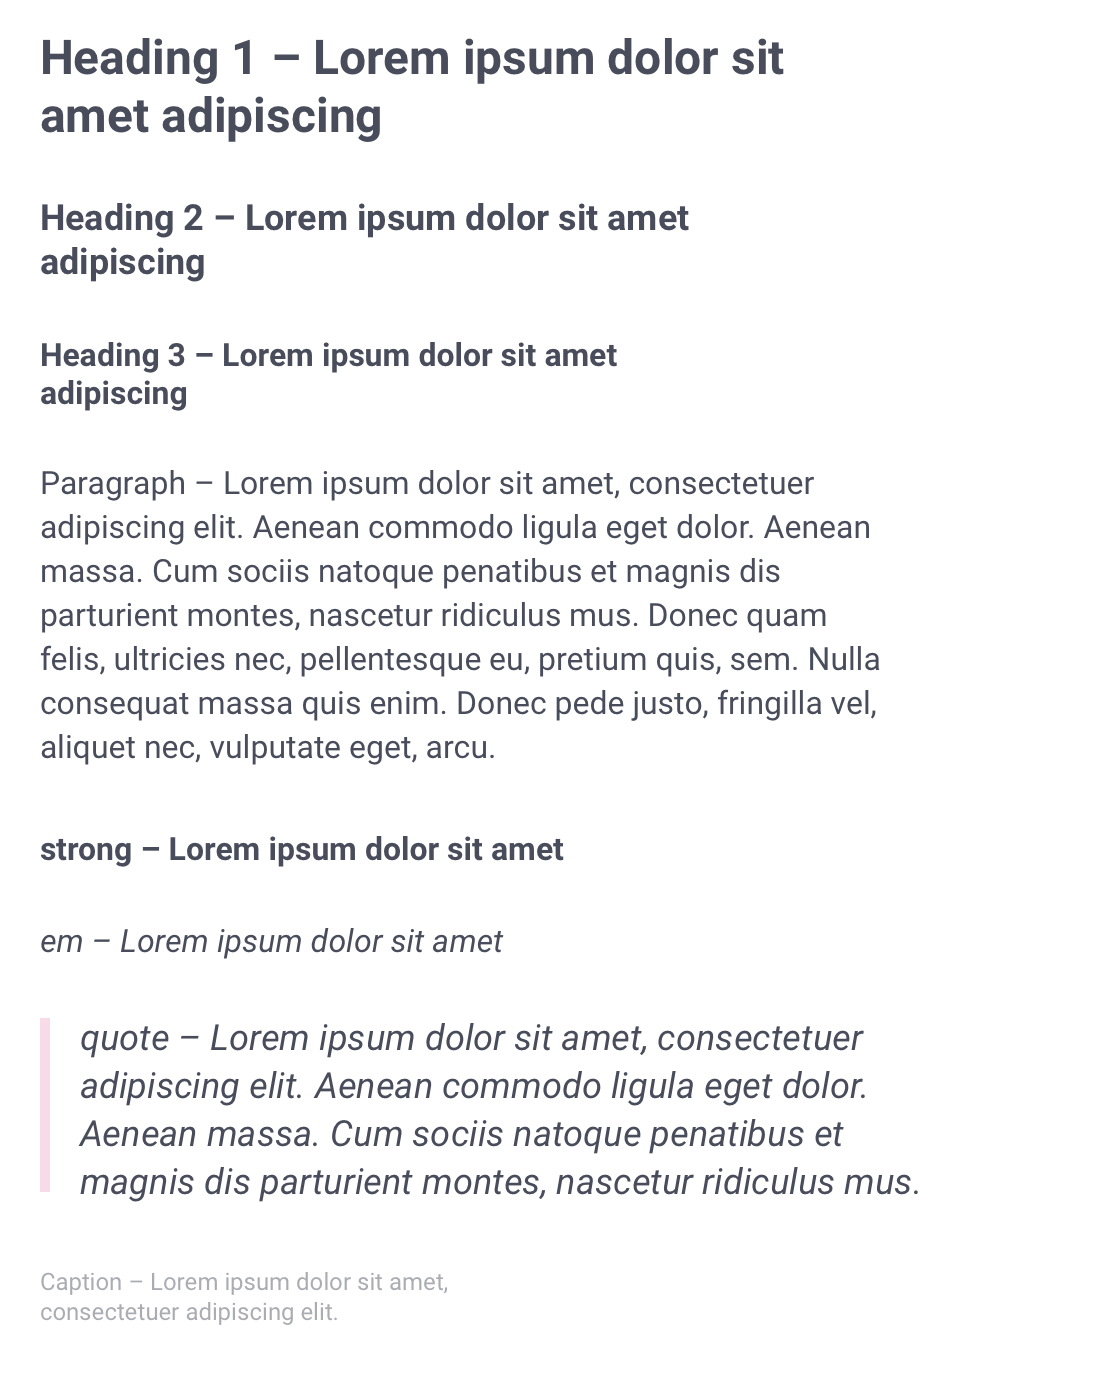 Heading 1 – Lorem ipsum dolor sit
amet adipiscing
Heading 2 – Lorem ipsum dolor sit amet
adipiscing
Heading 3 – Lorem ipsum dolor sit amet
adipiscing
Paragraph – Lorem ipsum dolor sit amet, consectetuer
adipiscing elit. Aenean commodo ligula eget dolor. Aenean
massa. Cum sociis natoque penatibus et magnis dis
parturient montes, nascetur ridiculus mus. Donec quam
felis, ultricies nec, pellentesque eu, pretium quis, sem. Nulla
consequat massa quis enim. Donec pede justo, fringilla vel,
aliquet nec, vulputate eget, arcu.
strong – Lorem ipsum dolor sit amet
em – Lorem ipsum dolor sit amet
quote – Lorem ipsum dolor sit amet, consectetuer
adipiscing elit. Aenean commodo ligula eget dolor.
Aenean massa. Cum sociis natoque penatibus et
magnis dis parturient montes, nascetur ridiculus mus.
Caption – Lorem ipsum dolor sit amet,
consectetuer adipiscing elit.